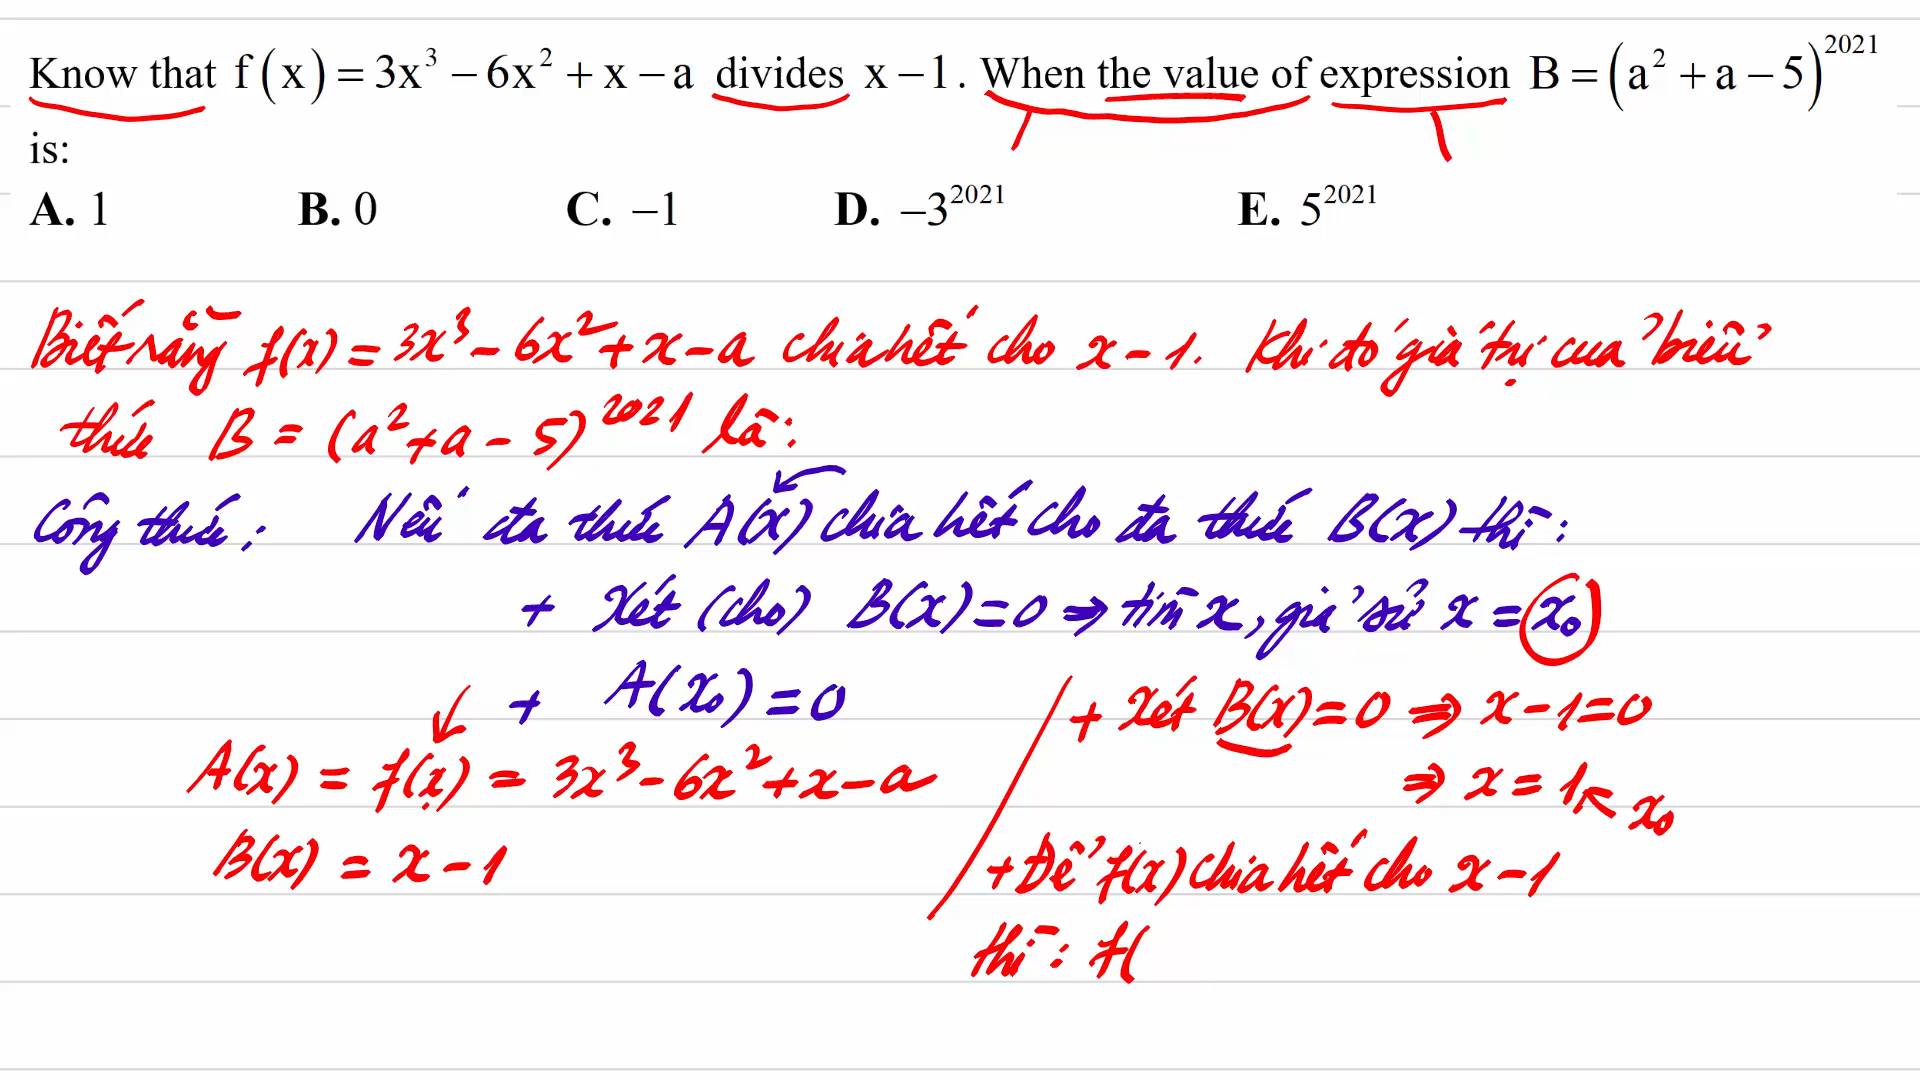 Know that f(x) = 3x³ − 6x² + x − a divides x − 1. When the value of expression B = (a² + a − 5)²⁰²¹
is:
A. 1 B. 0 C. −1 D. −3²⁰²¹ E. 5²⁰²¹
Biết rằng f(x) = 3x³ − 6x² + x − a chia hết cho x − 1. Khi đó giá trị của biểu
thức B = (a² + a − 5)²⁰²¹ là:
Công thức: Nếu đa thức A(x) chia hết cho đa thức B(x) thì:
+ Xét (cho) B(x) = 0 ⇒ tìm x, giả sử x = x₀
+ A(x₀) = 0
A(x) = f(x) = 3x³ − 6x² + x − a
B(x) = x − 1
+ Xét B(x) = 0 ⇒ x − 1 = 0
⇒ x = 1 ← x₀
+ Để f(x) chia hết cho x − 1
thì: f(